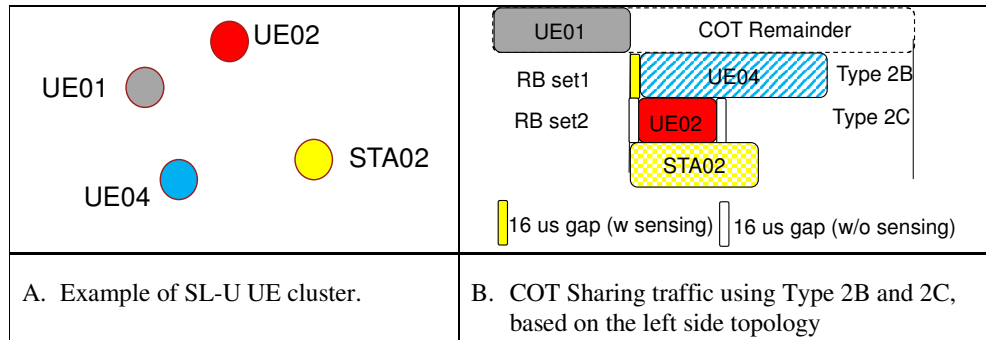 UE02
UE01
STA02
UE04
UE01
COT Remainder
RB set1
UE04
Type 2B
RB set2
UE02
Type 2C
STA02
16 us gap (w sensing)
16 us gap (w/o sensing)
A. Example of SL-U UE cluster.
B. COT Sharing traffic using Type 2B and 2C,
based on the left side topology